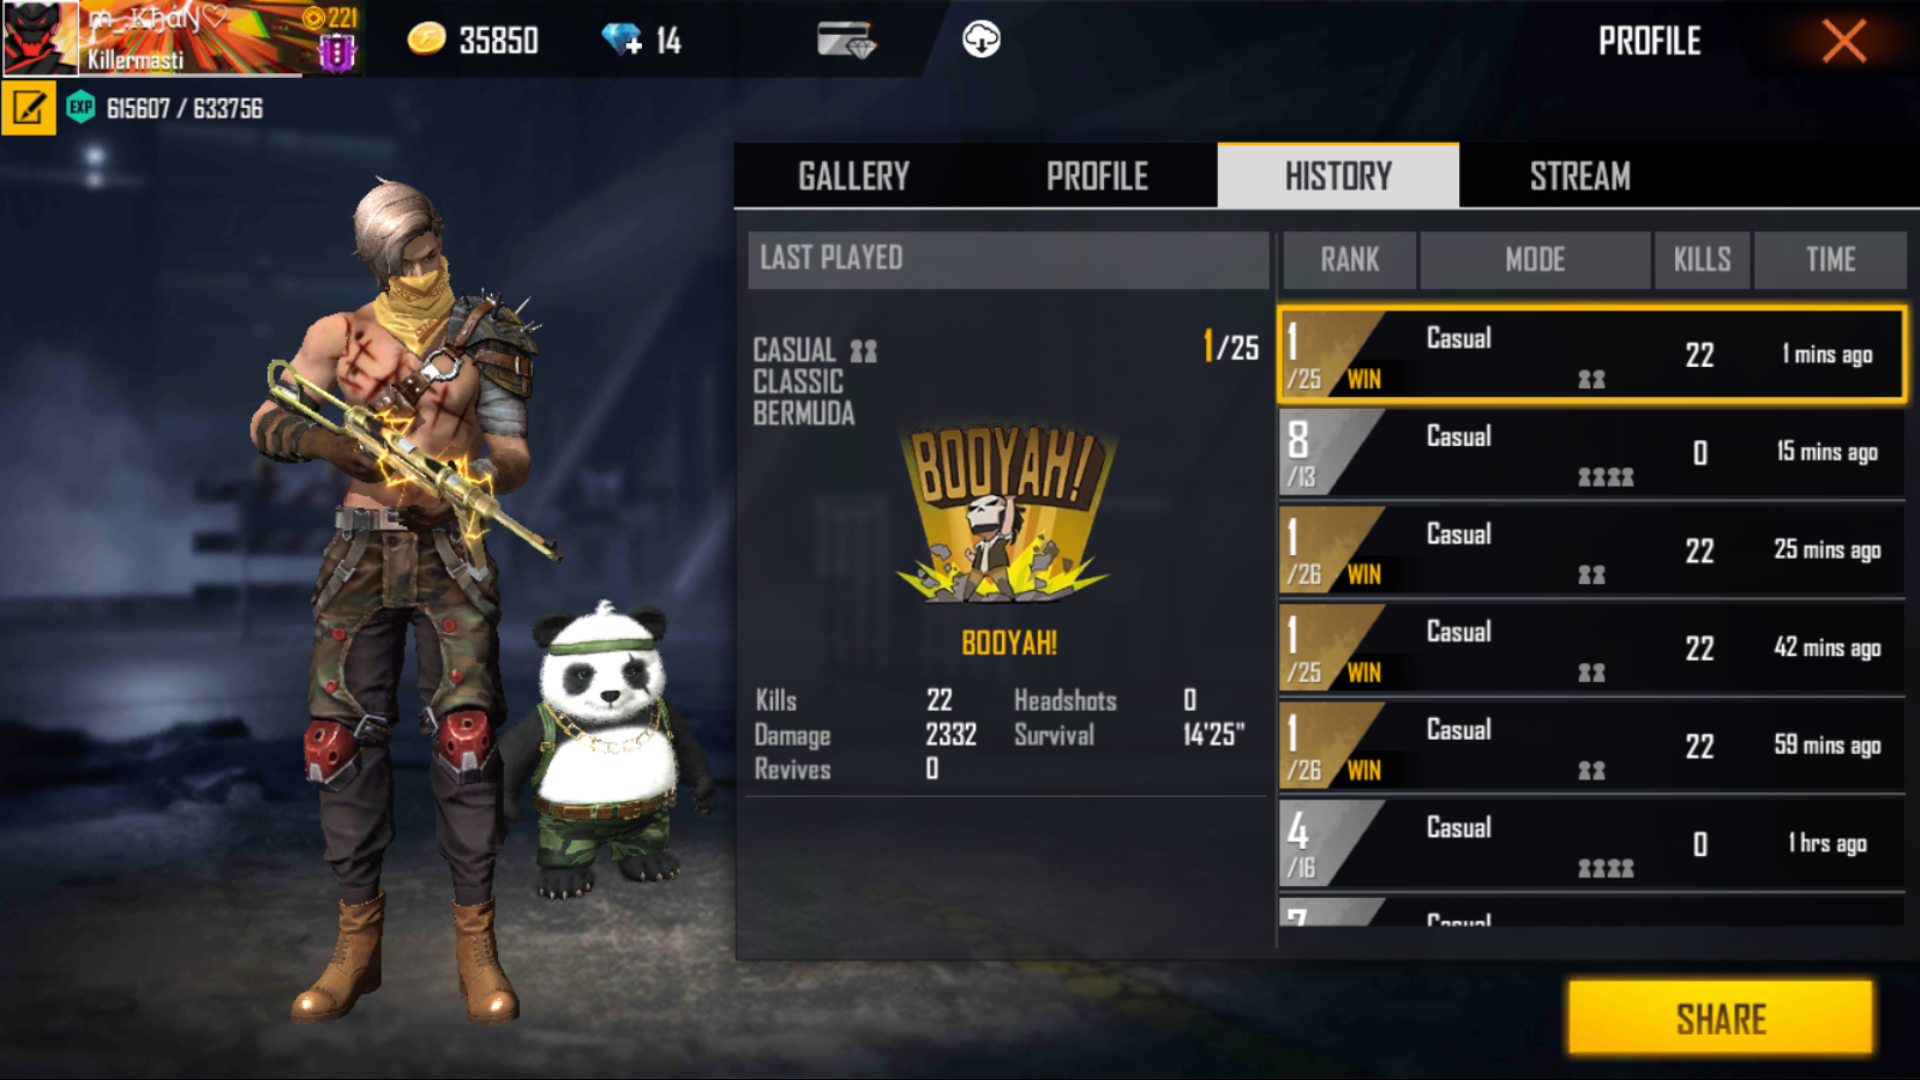 221
Killermasti
35850
14
PROFILE
EXP 615607 / 633756
GALLERY PROFILE HISTORY STREAM
LAST PLAYED
RANK MODE KILLS TIME
CASUAL 1/25
CLASSIC
BERMUDA
BOOYAH!
BOOYAH!
Kills 22 Headshots 0
Damage 2332 Survival 14'25"
Revives 0
1 /25 WIN Casual 22 1 mins ago
8 /13 Casual 0 15 mins ago
1 /26 WIN Casual 22 25 mins ago
1 /25 WIN Casual 22 42 mins ago
1 /26 WIN Casual 22 59 mins ago
4 /16 Casual 0 1 hrs ago
7 Casual
SHARE